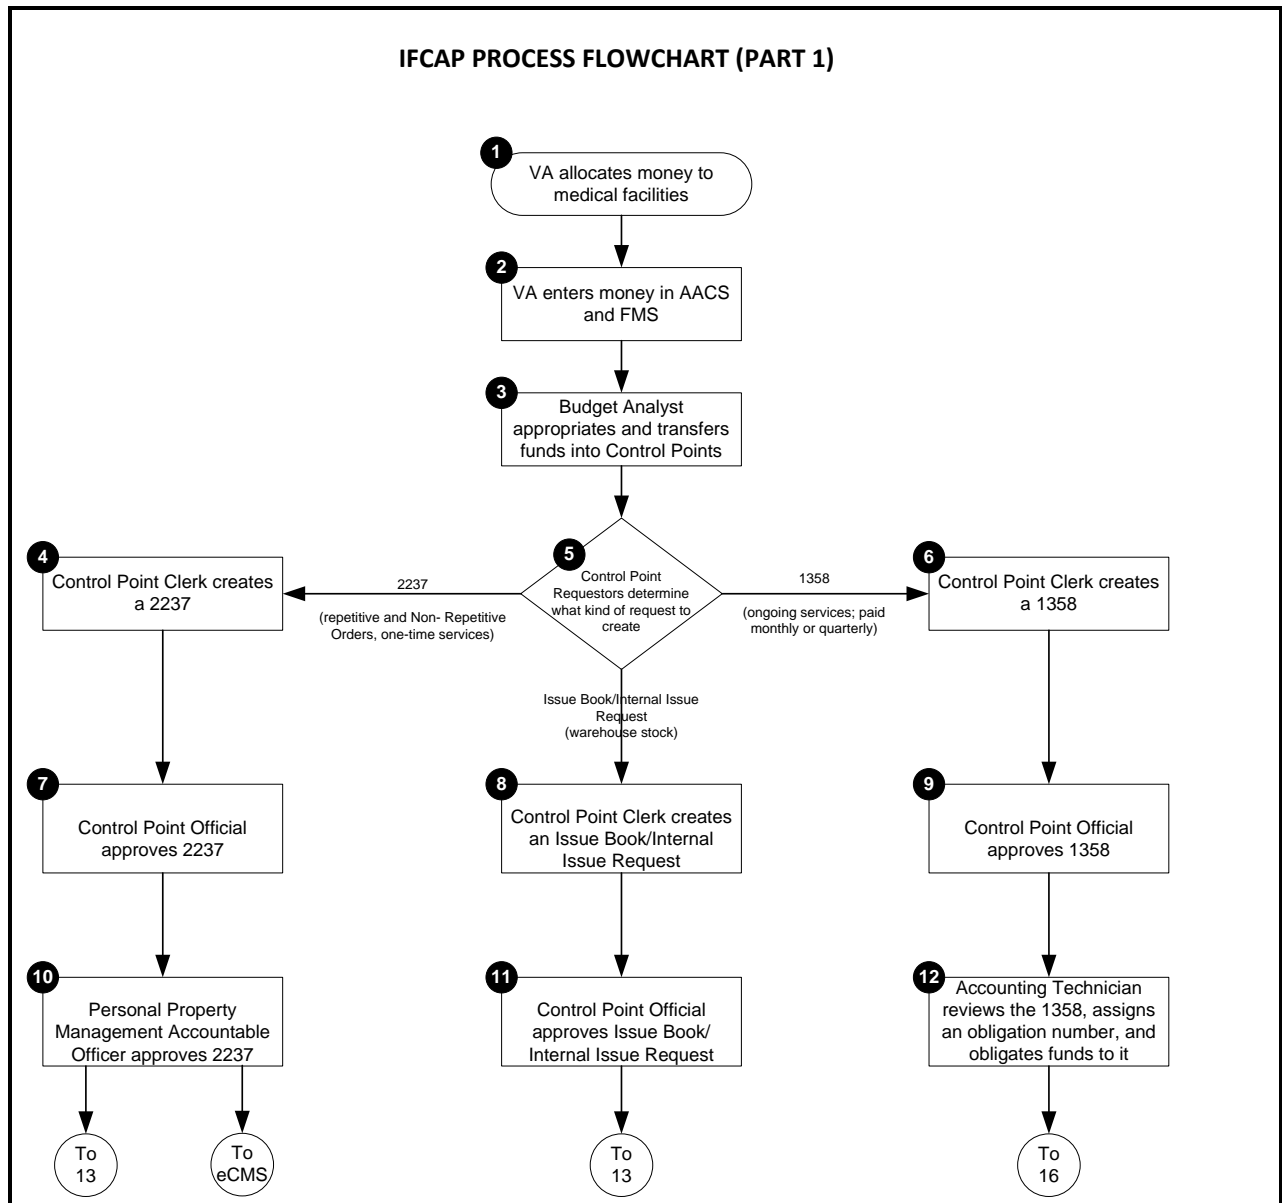 IFCAP PROCESS FLOWCHART (PART 1)
1
VA allocates money to
medical facilities
2
VA enters money in AACS
and FMS
3
Budget Analyst
appropriates and transfers
funds into Control Points
4
Control Point Clerk creates
a 2237
2237
(repetitive and Non- Repetitive
Orders, one-time services)
5
Control Point
Requestors determine
what kind of request to
create
1358
(ongoing services; paid
monthly or quarterly)
6
Control Point Clerk creates
a 1358
Issue Book/Internal Issue
Request
(warehouse stock)
7
Control Point Official
approves 2237
8
Control Point Clerk creates
an Issue Book/Internal
Issue Request
9
Control Point Official
approves 1358
10
Personal Property
Management Accountable
Officer approves 2237
11
Control Point Official
approves Issue Book/
Internal Issue Request
12
Accounting Technician
reviews the 1358, assigns
an obligation number, and
obligates funds to it
To
13
To
eCMS
To
13
To
16